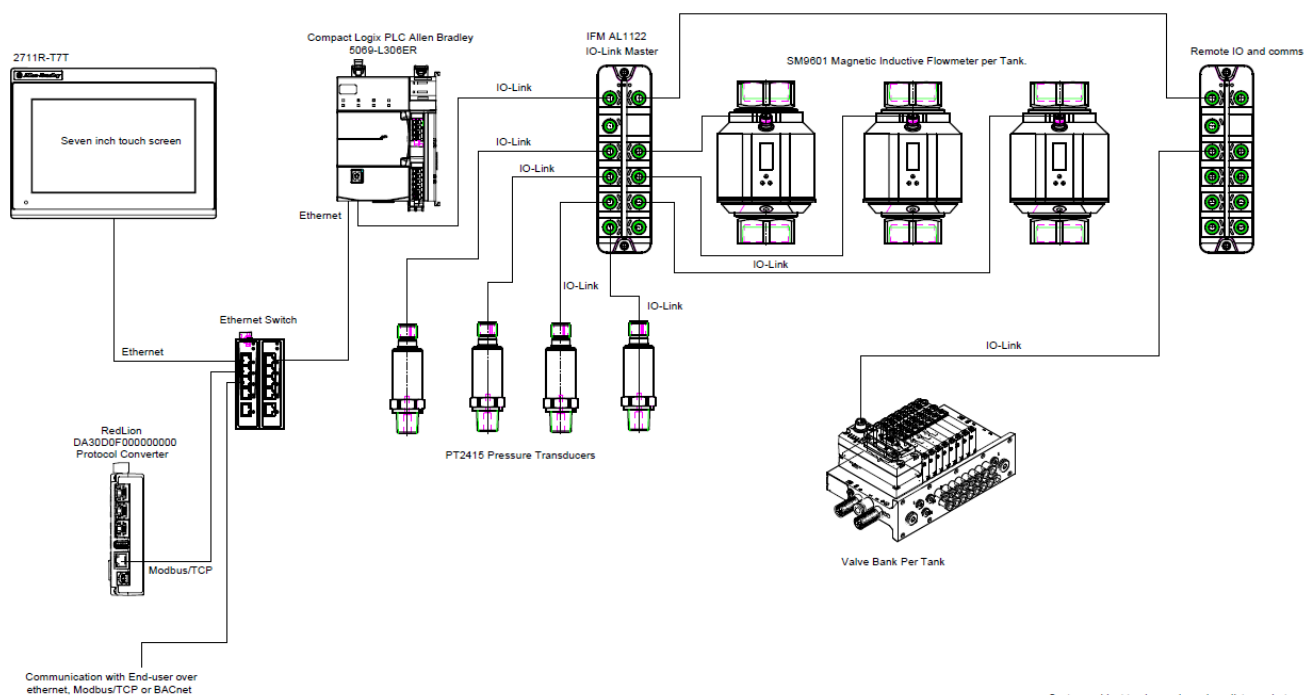 2711R-T7T
Allen-Bradley
Seven inch touch screen
Compact Logix PLC Allen Bradley
5069-L306ER
IFM AL1122
IO-Link Master
SM9601 Magnetic Inductive Flowmeter per Tank.
Remote IO and comms
IO-Link
IO-Link
IO-Link
Ethernet
IO-Link
IO-Link
IO-Link
IO-Link
Ethernet Switch
Ethernet
RedLion
DA30D0F000000000
Protocol Converter
Modbus/TCP
PT2415 Pressure Transducers
Valve Bank Per Tank
Communication with End-user over
ethernet, Modbus/TCP or BACnet